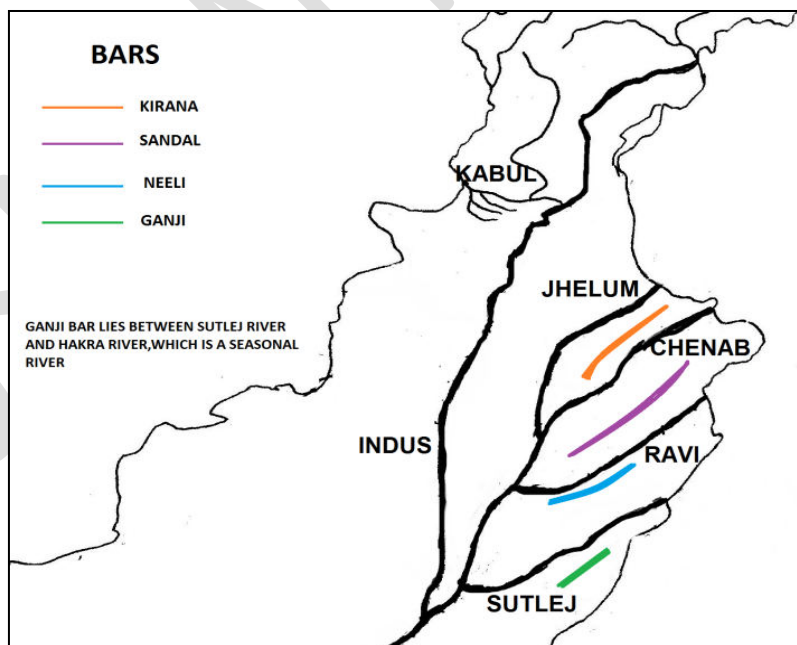 BARS
KIRANA
SANDAL
NEELI
GANJI
GANJI BAR LIES BETWEEN SUTLEJ RIVER
AND HAKRA RIVER,WHICH IS A SEASONAL
RIVER
KABUL
JHELUM
CHENAB
INDUS
RAVI
SUTLEJ